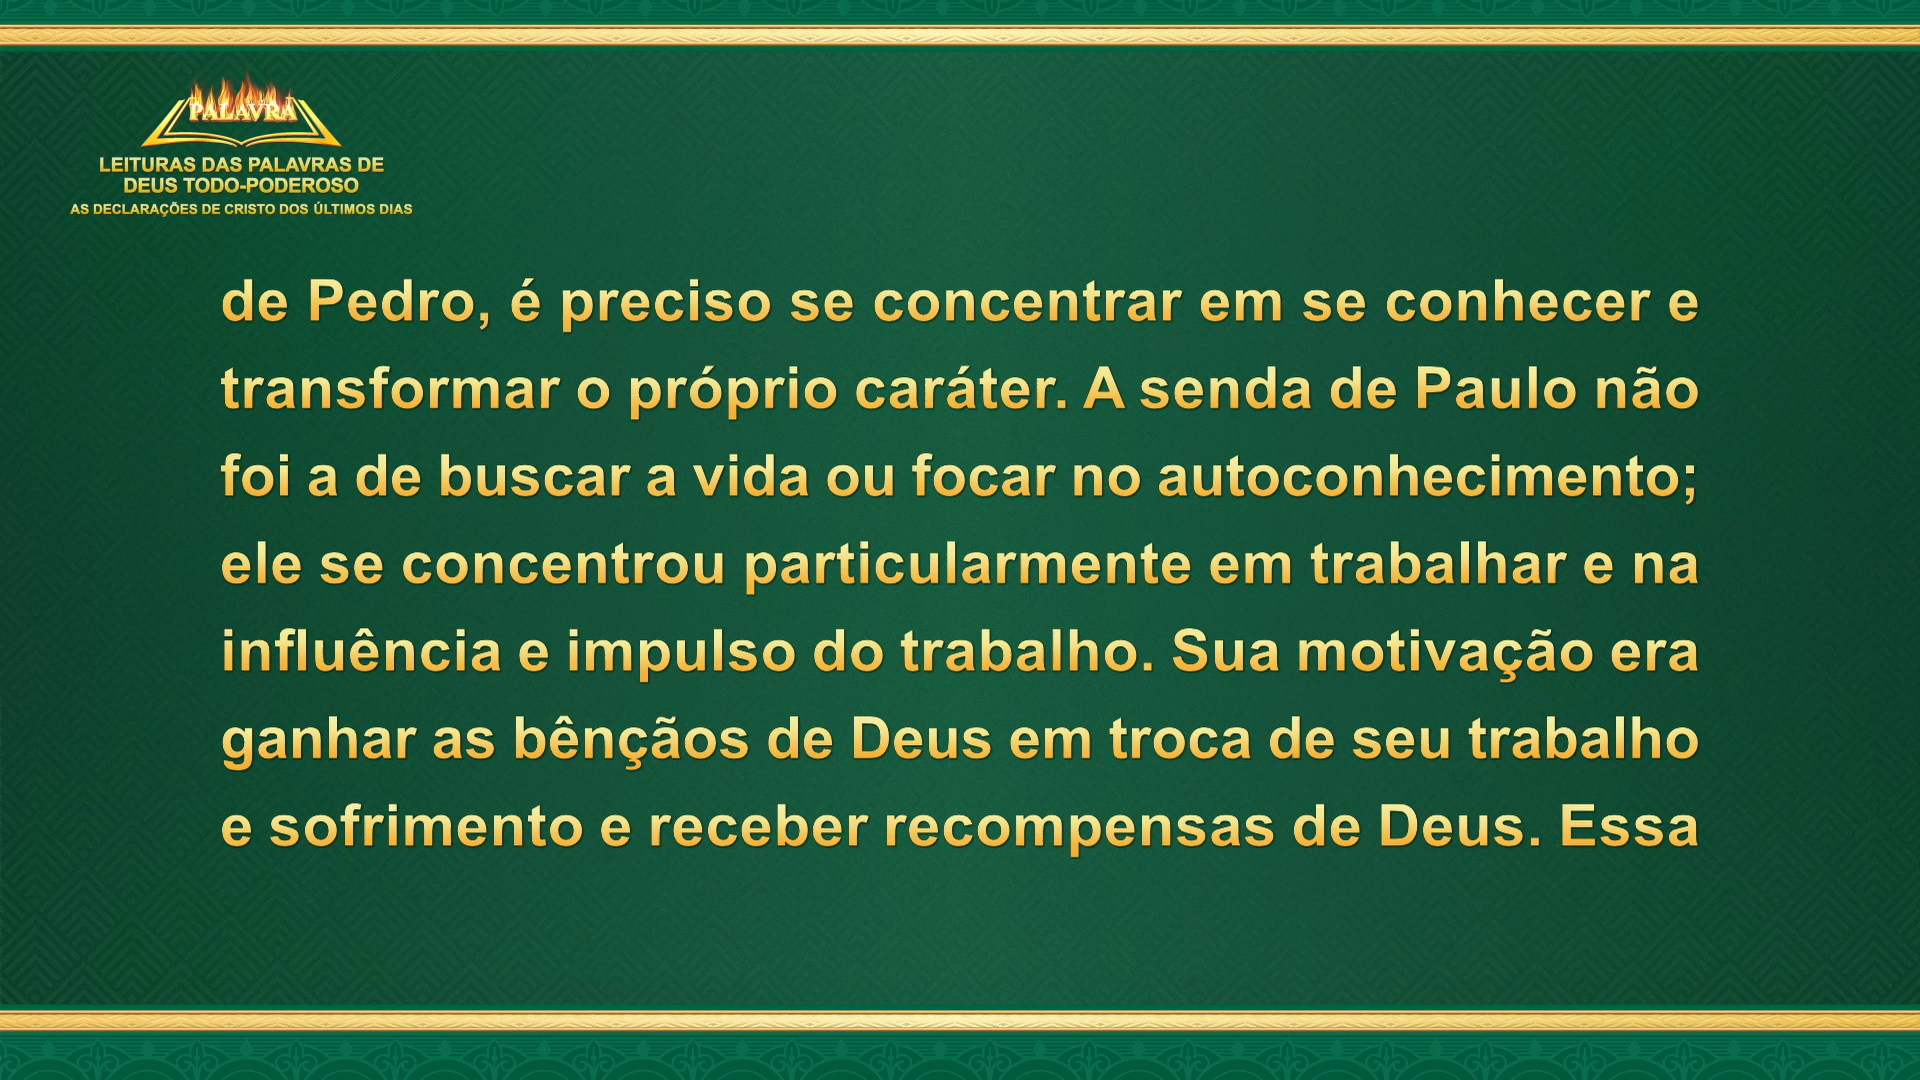 PALAVRA
LEITURAS DAS PALAVRAS DE
DEUS TODO-PODEROSO
AS DECLARAÇÕES DE CRISTO DOS ÚLTIMOS DIAS
de Pedro, é preciso se concentrar em se conhecer e
transformar o próprio caráter. A senda de Paulo não
foi a de buscar a vida ou focar no autoconhecimento;
ele se concentrou particularmente em trabalhar e na
influência e impulso do trabalho. Sua motivação era
ganhar as bênçãos de Deus em troca de seu trabalho
e sofrimento e receber recompensas de Deus. Essa